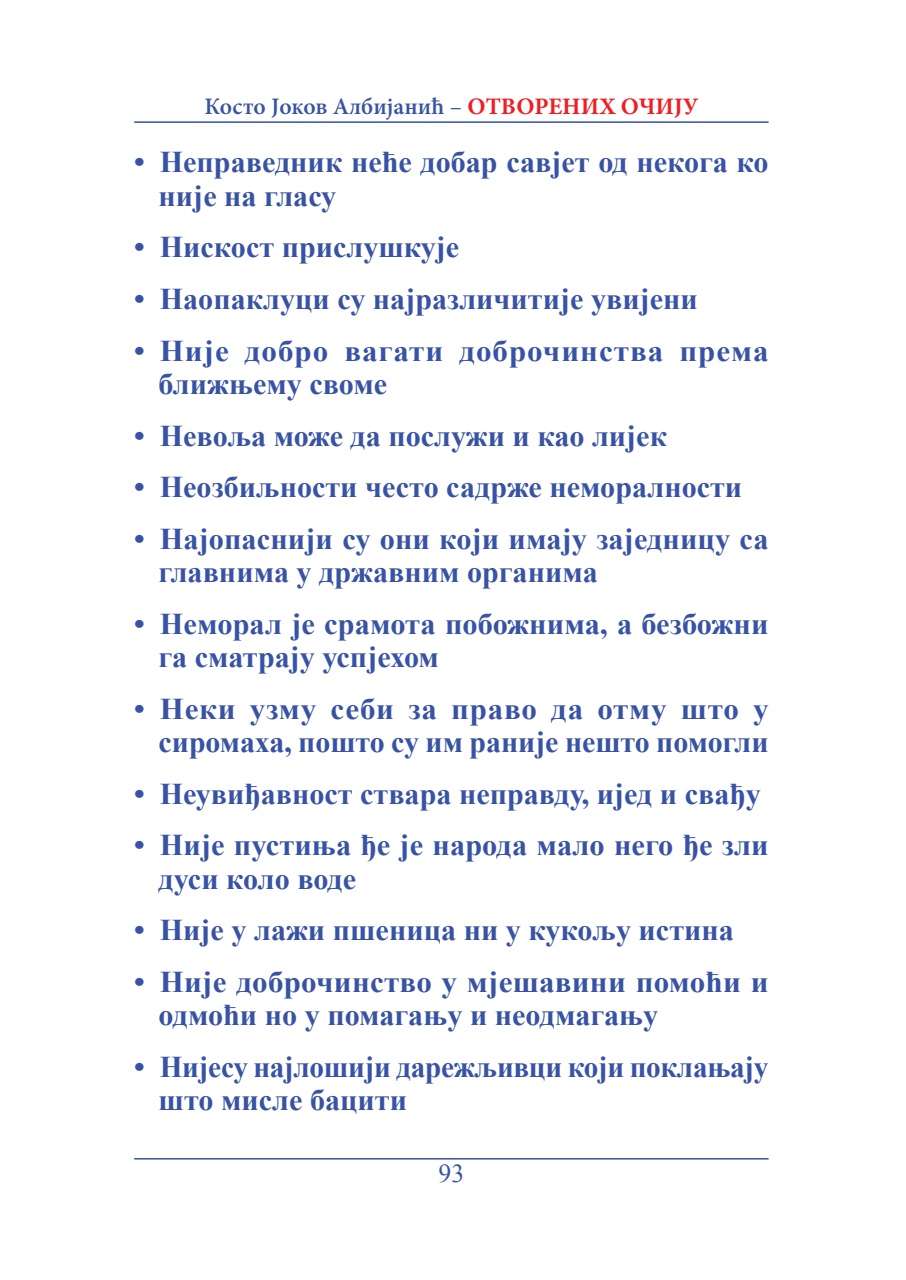 Косто Јоков Албијанић – ОТВОРЕНИХ ОЧИЈУ
• Неправедник неће добар савјет од некога ко
није на гласу
• Нискост прислушкује
• Наопаклуци су најразличитије увијени
• Није добро вагати доброчинства према
ближњему своме
• Невоља може да послужи и као лијек
• Неозбиљности често садрже неморалности
• Најопаснији су они који имају заједницу са
главнима у државним органима
• Неморал је срамота побожнима, а безбожни
га сматрају успјехом
• Неки узму себи за право да отму што у
сиромаха, пошто су им раније нешто помогли
• Неувиђавност ствара неправду, ијед и свађу
• Није пустиња ђе је народа мало него ђе зли
дуси коло воде
• Није у лажи пшеница ни у кукољу истина
• Није доброчинство у мјешавини помоћи и
одмоћи но у помагању и неодмагању
• Нијесу најлошији дарежљивци који поклањају
што мисле бацити
93